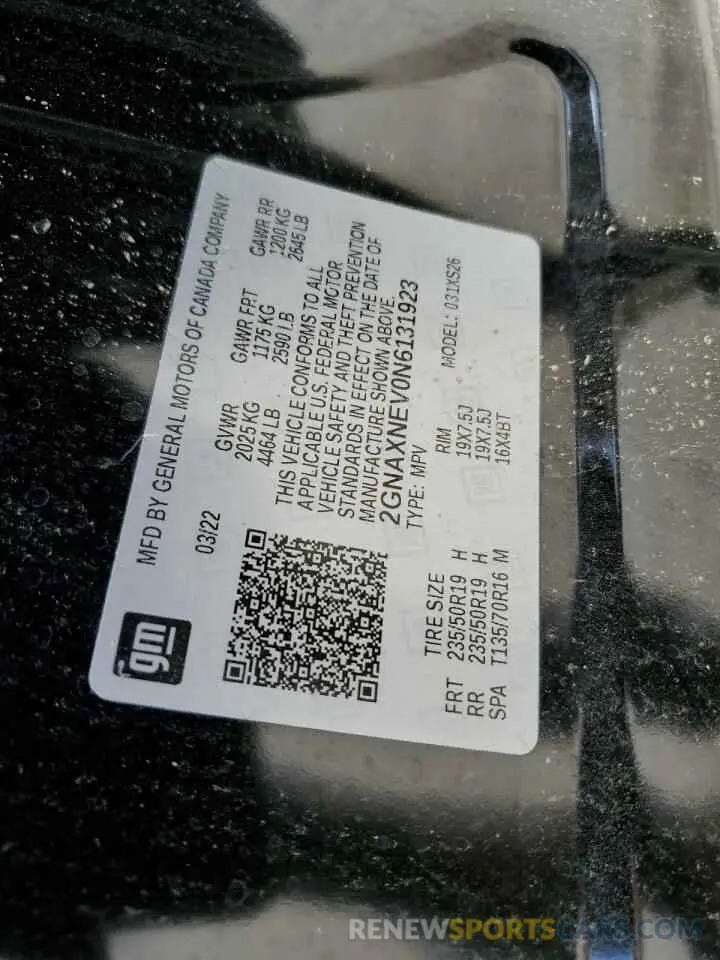 MFD BY GENERAL MOTORS OF CANADA COMPANY
gm
03/22
GVWR GAWR FRT GAWR RR
2025 KG 1175 KG 1200 KG
4464 LB 2590 LB 2645 LB
THIS VEHICLE CONFORMS TO ALL
APPLICABLE U.S. FEDERAL MOTOR
VEHICLE SAFETY AND THEFT PREVENTION
STANDARDS IN EFFECT ON THE DATE OF
MANUFACTURE SHOWN ABOVE.
2GNAXNEV0N6131923
TYPE: MPV MODEL: 031XS26
TIRE SIZE RIM
FRT 235/50R19 H 19X7.5J
RR 235/50R19 H 19X7.5J
SPA T135/70R16 M 16X4BT
RENEWSPORTSCARS.COM